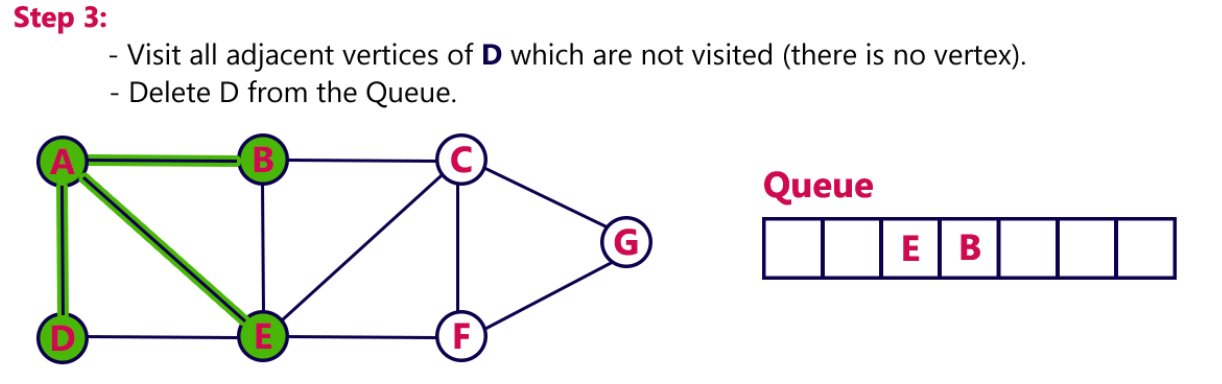 Step 3:
- Visit all adjacent vertices of D which are not visited (there is no vertex).
- Delete D from the Queue.
A B C
Queue
G
E B
D E F